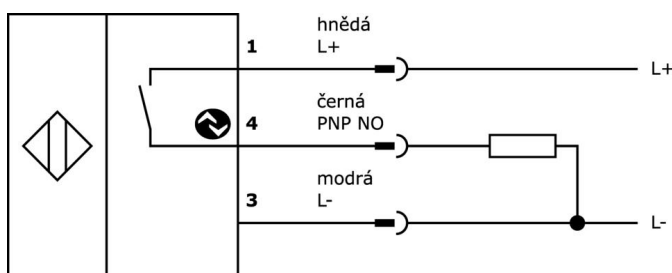 hnědá
1 L+
L+
černá
4 PNP NO
modrá
3 L-
L-